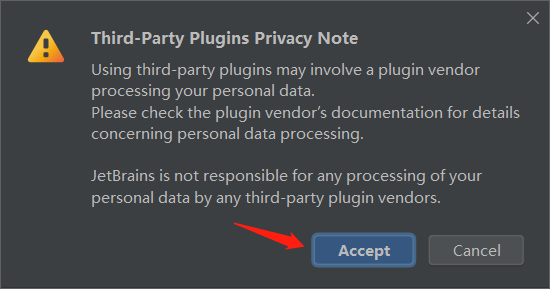 Third-Party Plugins Privacy Note
Using third-party plugins may involve a plugin vendor
processing your personal data.
Please check the plugin vendor’s documentation for details
concerning personal data processing.
JetBrains is not responsible for any processing of your
personal data by any third-party plugin vendors.
Accept
Cancel